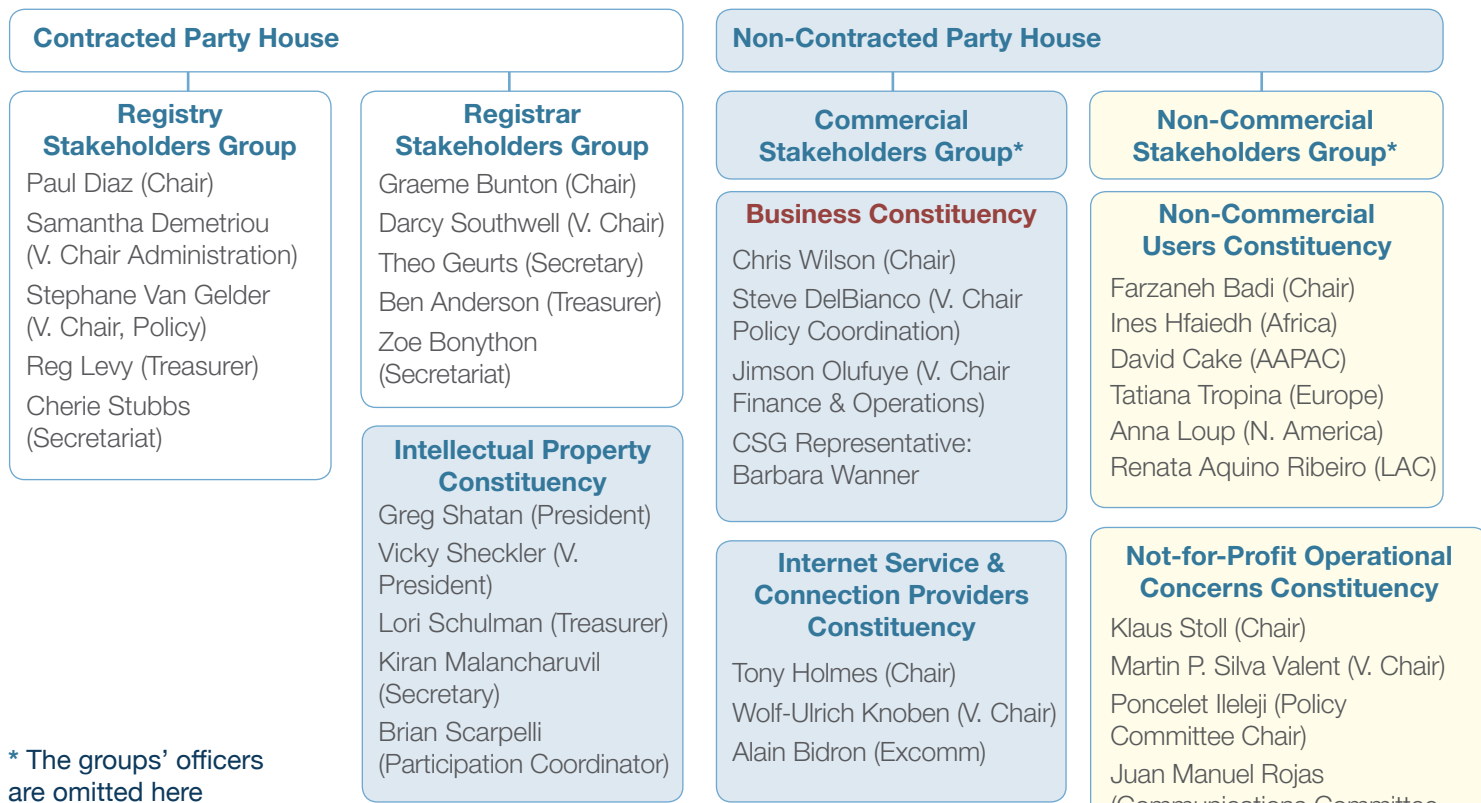 Contracted Party House
Registry
Stakeholders Group
Paul Diaz (Chair)
Samantha Demetriou
(V. Chair Administration)
Stephane Van Gelder
(V. Chair, Policy)
Reg Levy (Treasurer)
Cherie Stubbs
(Secretariat)
Registrar
Stakeholders Group
Graeme Bunton (Chair)
Darcy Southwell (V. Chair)
Theo Geurts (Secretary)
Ben Anderson (Treasurer)
Zoe Bonython
(Secretariat)
Intellectual Property
Constituency
Greg Shatan (President)
Vicky Sheckler (V.
President)
Lori Schulman (Treasurer)
Kiran Malancharuvil
(Secretary)
Brian Scarpelli
(Participation Coordinator)
Non-Contracted Party House
Commercial
Stakeholders Group*
Business Constituency
Chris Wilson (Chair)
Steve DelBianco (V. Chair
Policy Coordination)
Jimson Olufuye (V. Chair
Finance & Operations)
CSG Representative:
Barbara Wanner
Internet Service &
Connection Providers
Constituency
Tony Holmes (Chair)
Wolf-Ulrich Knoben (V. Chair)
Alain Bidron (Excomm)
Non-Commercial
Stakeholders Group*
Non-Commercial
Users Constituency
Farzaneh Badi (Chair)
Ines Hfaiedh (Africa)
David Cake (AAPAC)
Tatiana Tropina (Europe)
Anna Loup (N. America)
Renata Aquino Ribeiro (LAC)
Not-for-Profit Operational
Concerns Constituency
Klaus Stoll (Chair)
Martin P. Silva Valent (V. Chair)
Poncelet Ileleji (Policy
Committee Chair)
Juan Manuel Rojas
(Communications Committee
* The groups' officers
are omitted here